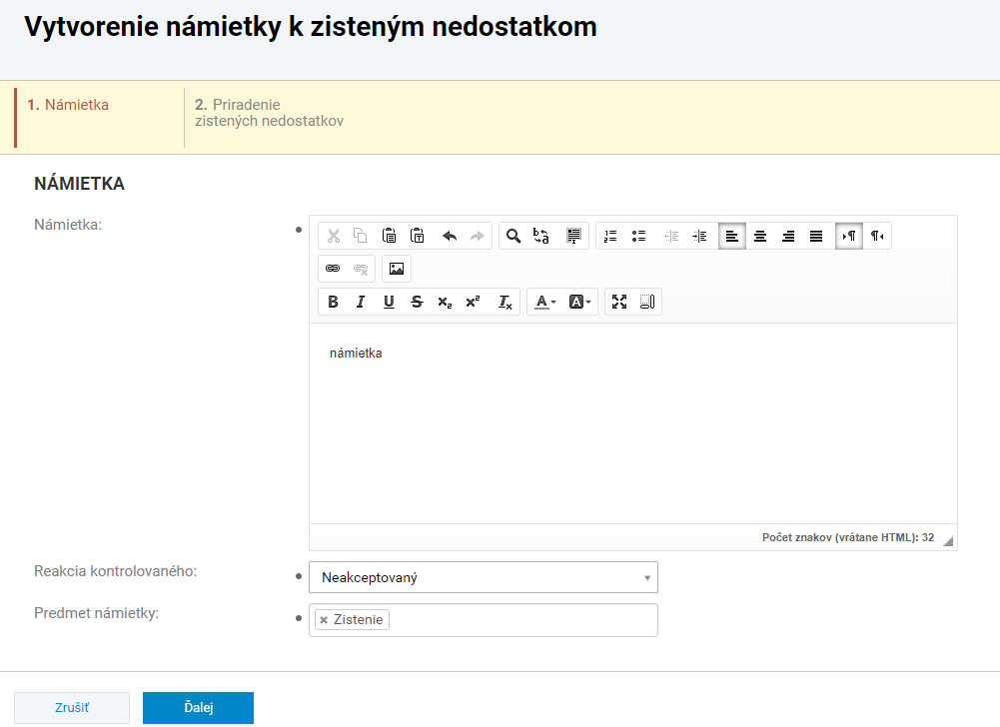 Vytvorenie námietky k zisteným nedostatkom
1. Námietka
2. Priradenie
zistených nedostatkov
NÁMIETKA
Námietka:
námietka
Počet znakov (vrátane HTML): 32
Reakcia kontrolovaného:
Neakceptovaný
Predmet námietky:
× Zistenie
Zrušiť
Ďalej